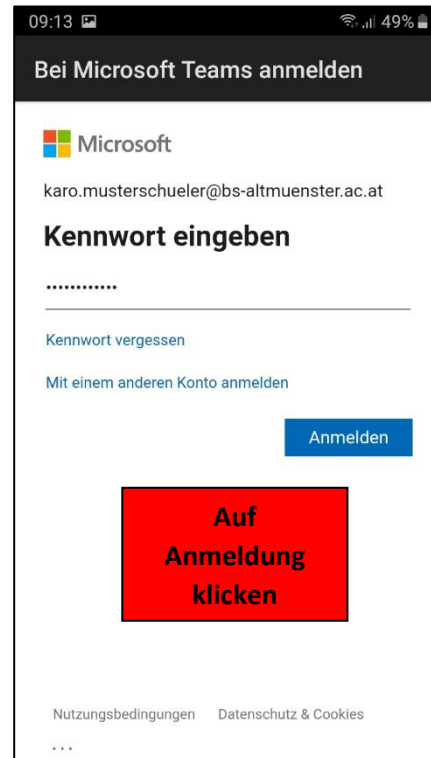 09:13 49%
Bei Microsoft Teams anmelden
Microsoft
karo.musterschueler@bs-altmuenster.ac.at
Kennwort eingeben
............
Kennwort vergessen
Mit einem anderen Konto anmelden
Anmelden
Auf
Anmeldung
klicken
Nutzungsbedingungen Datenschutz & Cookies
...